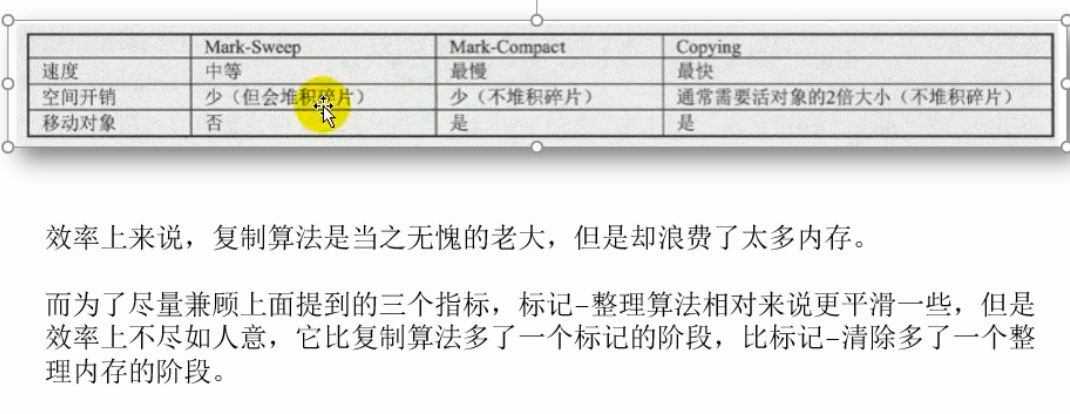 Mark-Sweep Mark-Compact Copying
速度 中等 最慢 最快
空间开销 少（但会堆积碎片） 少（不堆积碎片） 通常需要活对象的2倍大小（不堆积碎片）
移动对象 否 是 是
效率上来说，复制算法是当之无愧的老大，但是却浪费了太多内存。
而为了尽量兼顾上面提到的三个指标，标记-整理算法相对来说更平滑一些，但是
效率上不尽如人意，它比复制算法多了一个标记的阶段，比标记-清除多了一个整
理内存的阶段。